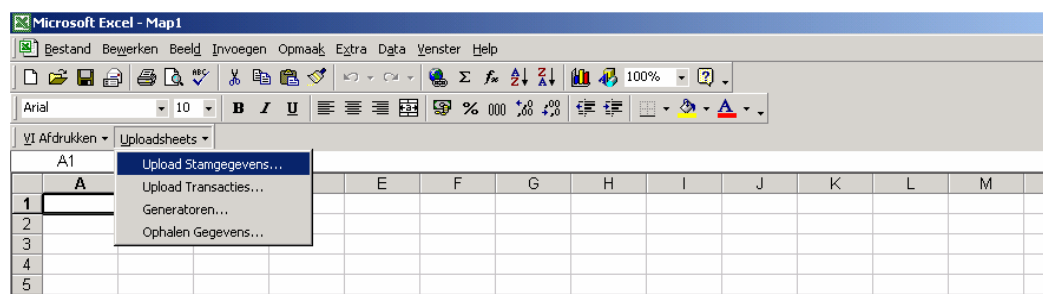 Microsoft Excel - Map1
Bestand Bewerken Beeld Invoegen Opmaak Extra Data Venster Help
100%
Arial 10 B I U % 000
VI Afdrukken Uploadsheets
A1
Upload Stamgegevens...
Upload Transacties...
Generatoren...
Ophalen Gegevens...
A E F G H I J K L M
1
2
3
4
5